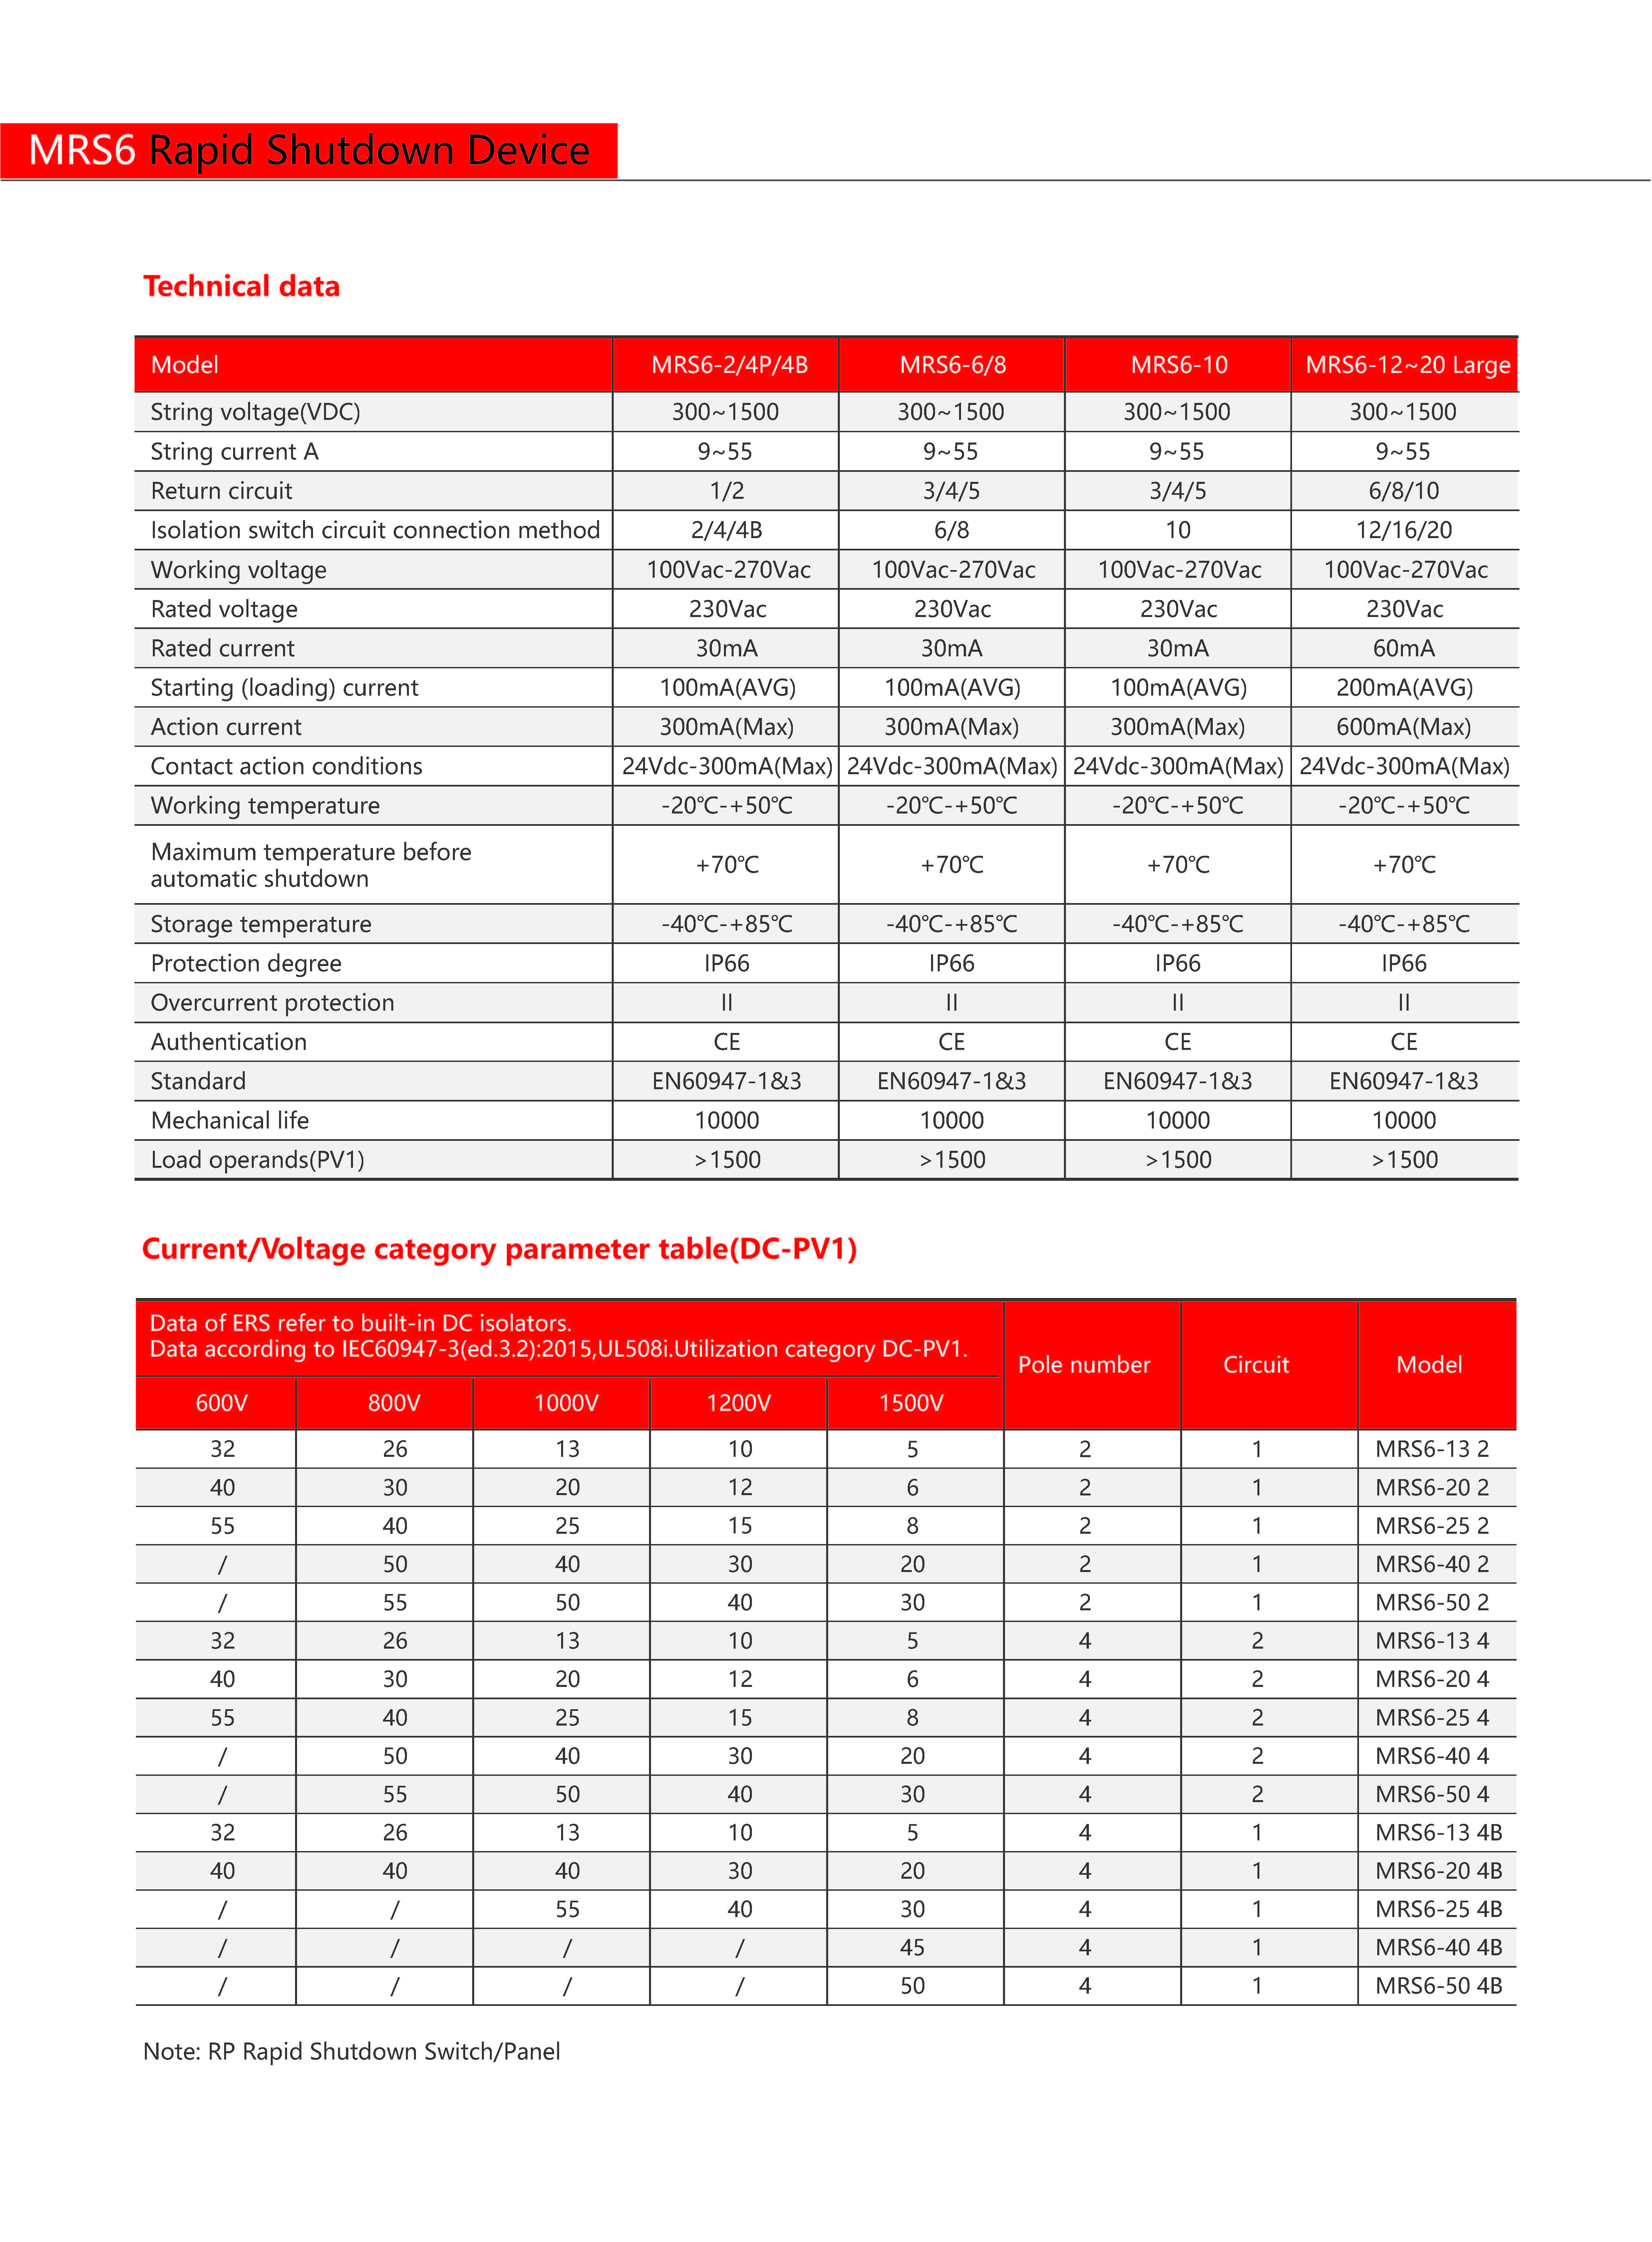 MRS6 Rapid Shutdown Device
Technical data
Model MRS6-2/4P/4B MRS6-6/8 MRS6-10 MRS6-12~20 Large
String voltage(VDC) 300~1500 300~1500 300~1500 300~1500
String current A 9~55 9~55 9~55 9~55
Return circuit 1/2 3/4/5 3/4/5 6/8/10
Isolation switch circuit connection method 2/4/4B 6/8 10 12/16/20
Working voltage 100Vac-270Vac 100Vac-270Vac 100Vac-270Vac 100Vac-270Vac
Rated voltage 230Vac 230Vac 230Vac 230Vac
Rated current 30mA 30mA 30mA 60mA
Starting (loading) current 100mA(AVG) 100mA(AVG) 100mA(AVG) 200mA(AVG)
Action current 300mA(Max) 300mA(Max) 300mA(Max) 600mA(Max)
Contact action conditions 24Vdc-300mA(Max) 24Vdc-300mA(Max) 24Vdc-300mA(Max) 24Vdc-300mA(Max)
Working temperature -20℃-+50℃ -20℃-+50℃ -20℃-+50℃ -20℃-+50℃
Maximum temperature before
automatic shutdown +70℃ +70℃ +70℃ +70℃
Storage temperature -40℃-+85℃ -40℃-+85℃ -40℃-+85℃ -40℃-+85℃
Protection degree IP66 IP66 IP66 IP66
Overcurrent protection II II II II
Authentication CE CE CE CE
Standard EN60947-1&3 EN60947-1&3 EN60947-1&3 EN60947-1&3
Mechanical life 10000 10000 10000 10000
Load operands(PV1) >1500 >1500 >1500 >1500
Current/Voltage category parameter table(DC-PV1)
Data of ERS refer to built-in DC isolators.
Data according to IEC60947-3(ed.3.2):2015,UL508i.Utilization category DC-PV1.
Pole number Circuit Model
600V 800V 1000V 1200V 1500V
32 26 13 10 5 2 1 MRS6-13 2
40 30 20 12 6 2 1 MRS6-20 2
55 40 25 15 8 2 1 MRS6-25 2
/ 50 40 30 20 2 1 MRS6-40 2
/ 55 50 40 30 2 1 MRS6-50 2
32 26 13 10 5 4 2 MRS6-13 4
40 30 20 12 6 4 2 MRS6-20 4
55 40 25 15 8 4 2 MRS6-25 4
/ 50 40 30 20 4 2 MRS6-40 4
/ 55 50 40 30 4 2 MRS6-50 4
32 26 13 10 5 4 1 MRS6-13 4B
40 40 40 30 20 4 1 MRS6-20 4B
/ / 55 40 30 4 1 MRS6-25 4B
/ / / / 45 4 1 MRS6-40 4B
/ / / / 50 4 1 MRS6-50 4B
Note: RP Rapid Shutdown Switch/Panel